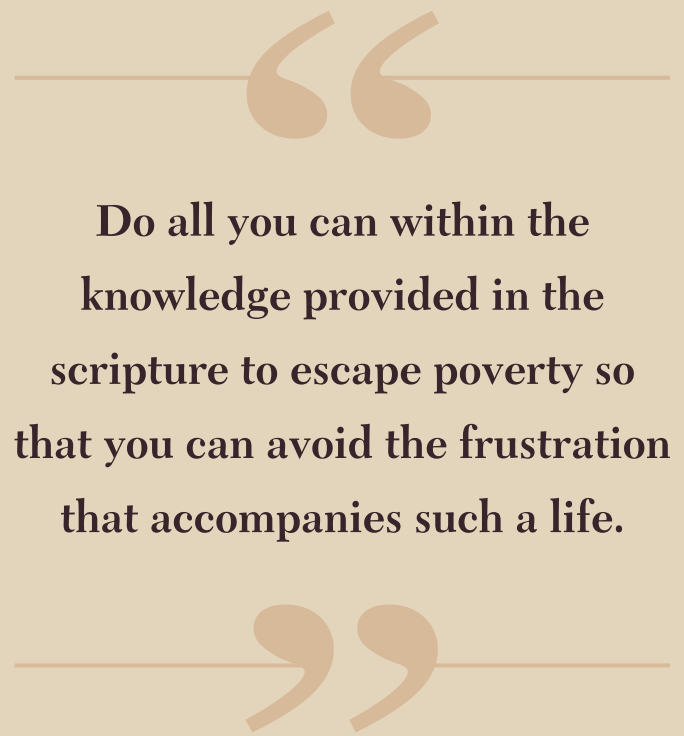 Do all you can within the
knowledge provided in the
scripture to escape poverty so
that you can avoid the frustration
that accompanies such a life.